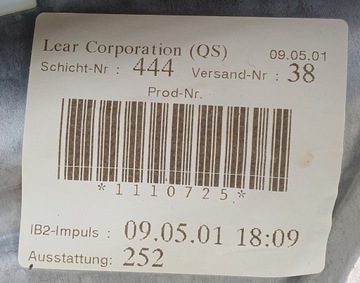 Lear Corporation (QS) 09.05.01
Schicht-Nr : 444 Versand-Nr : 38
Prod-Nr.
*1110725*
IB2-Impuls : 09.05.01 18:09
Ausstattung: 252